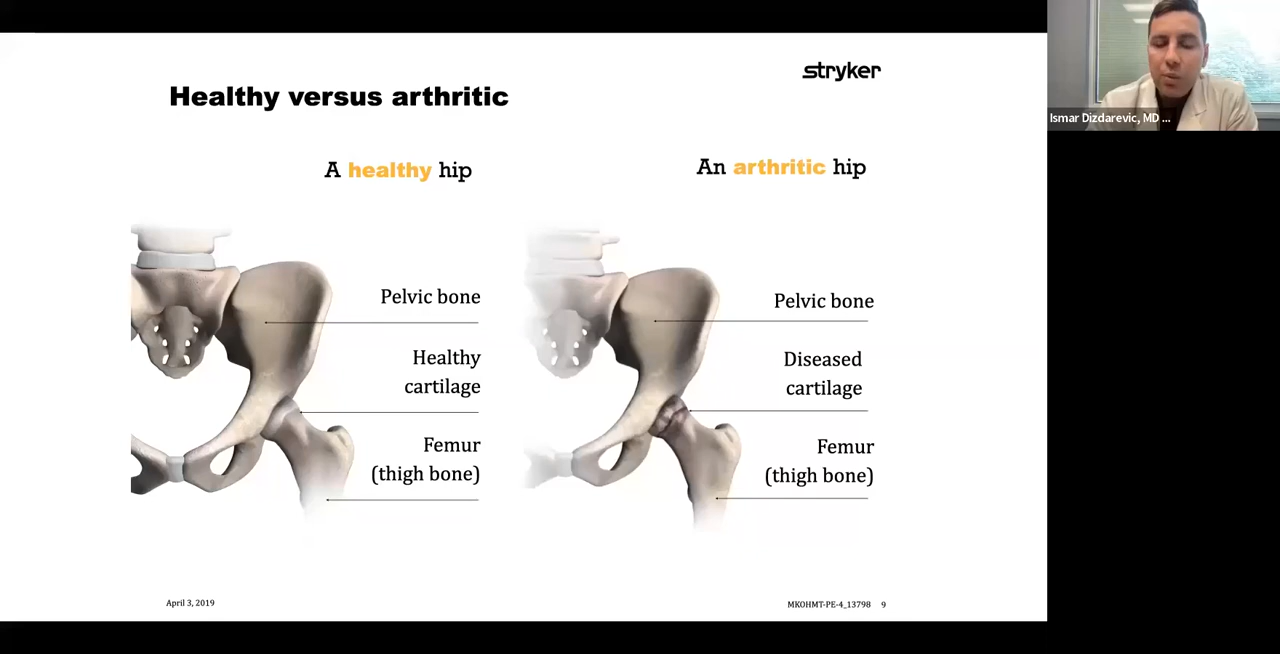 stryker
Healthy versus arthritic
Ismar Dizdarevic, MD ...
A healthy hip
Pelvic bone
Healthy
cartilage
Femur
(thigh bone)
An arthritic hip
Pelvic bone
Diseased
cartilage
Femur
(thigh bone)
April 3, 2019
MKOHMT-PE-4_13798 9